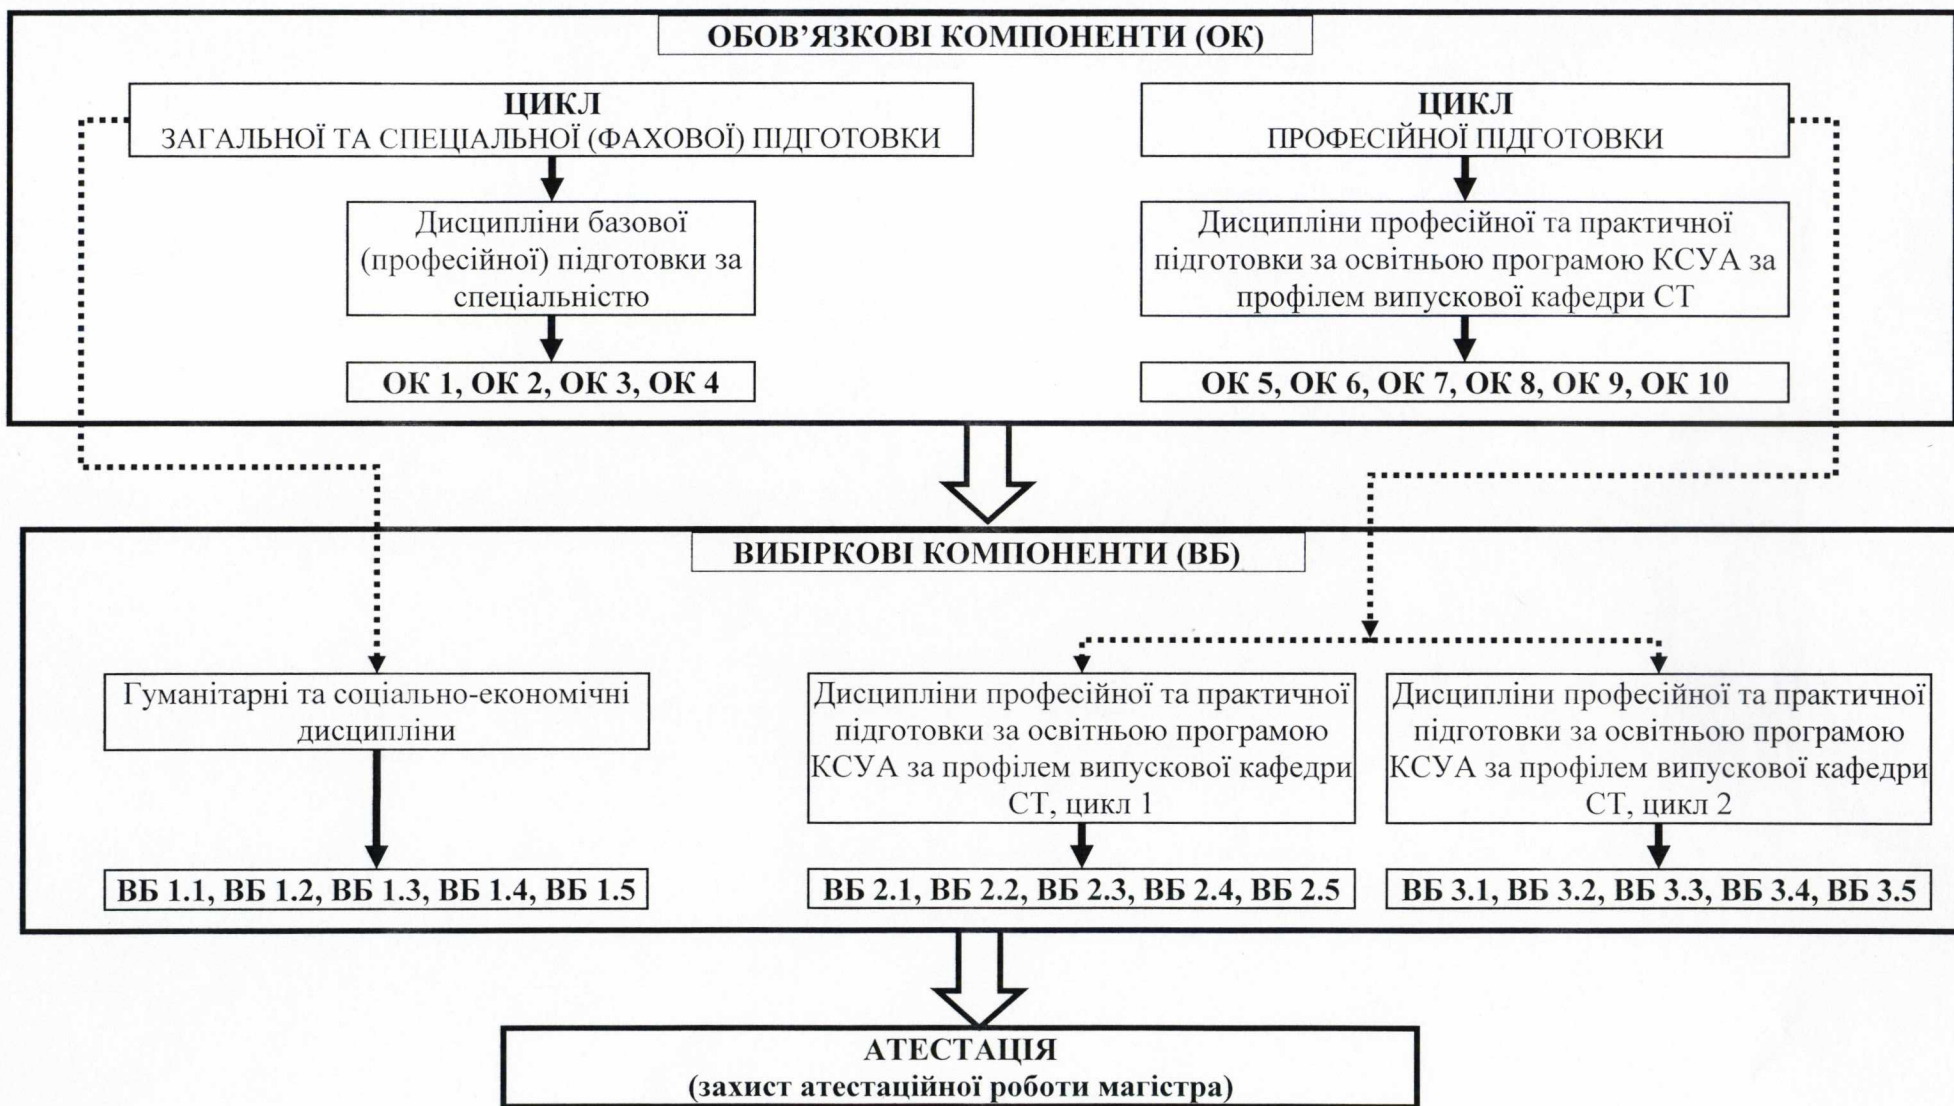 ОБОВ’ЯЗКОВІ КОМПОНЕНТИ (ОК)
ЦИКЛ
ЗАГАЛЬНОЇ ТА СПЕЦІАЛЬНОЇ (ФАХОВОЇ) ПІДГОТОВКИ
ЦИКЛ
ПРОФЕСІЙНОЇ ПІДГОТОВКИ
Дисципліни базової
(професійної) підготовки за
спеціальністю
Дисципліни професійної та практичної
підготовки за освітньою програмою КСУА за
профілем випускової кафедри СТ
ОК 1, ОК 2, ОК 3, ОК 4
ОК 5, ОК 6, ОК 7, ОК 8, ОК 9, ОК 10
ВИБІРКОВІ КОМПОНЕНТИ (ВБ)
Гуманітарні та соціально-економічні
дисципліни
Дисципліни професійної та практичної
підготовки за освітньою програмою
КСУА за профілем випускової кафедри
СТ, цикл 1
Дисципліни професійної та практичної
підготовки за освітньою програмою
КСУА за профілем випускової кафедри
СТ, цикл 2
ВБ 1.1, ВБ 1.2, ВБ 1.3, ВБ 1.4, ВБ 1.5
ВБ 2.1, ВБ 2.2, ВБ 2.3, ВБ 2.4, ВБ 2.5
ВБ 3.1, ВБ 3.2, ВБ 3.3, ВБ 3.4, ВБ 3.5
АТЕСТАЦІЯ
(захист атестаційної роботи магістра)